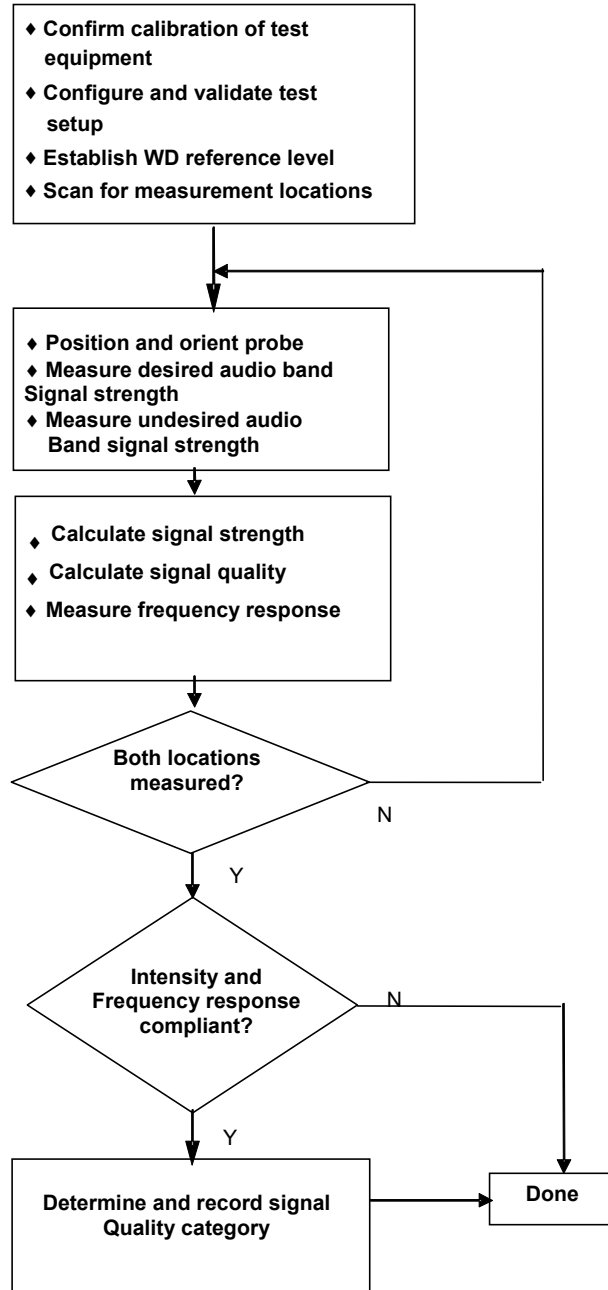 ♦ Confirm calibration of test
equipment
♦ Configure and validate test
setup
♦ Establish WD reference level
♦ Scan for measurement locations
♦ Position and orient probe
♦ Measure desired audio band
Signal strength
♦ Measure undesired audio
Band signal strength
♦ Calculate signal strength
♦ Calculate signal quality
♦ Measure frequency response
Both locations
measured?
N
Y
Intensity and
Frequency response
compliant?
N
Y
Determine and record signal
Quality category
Done